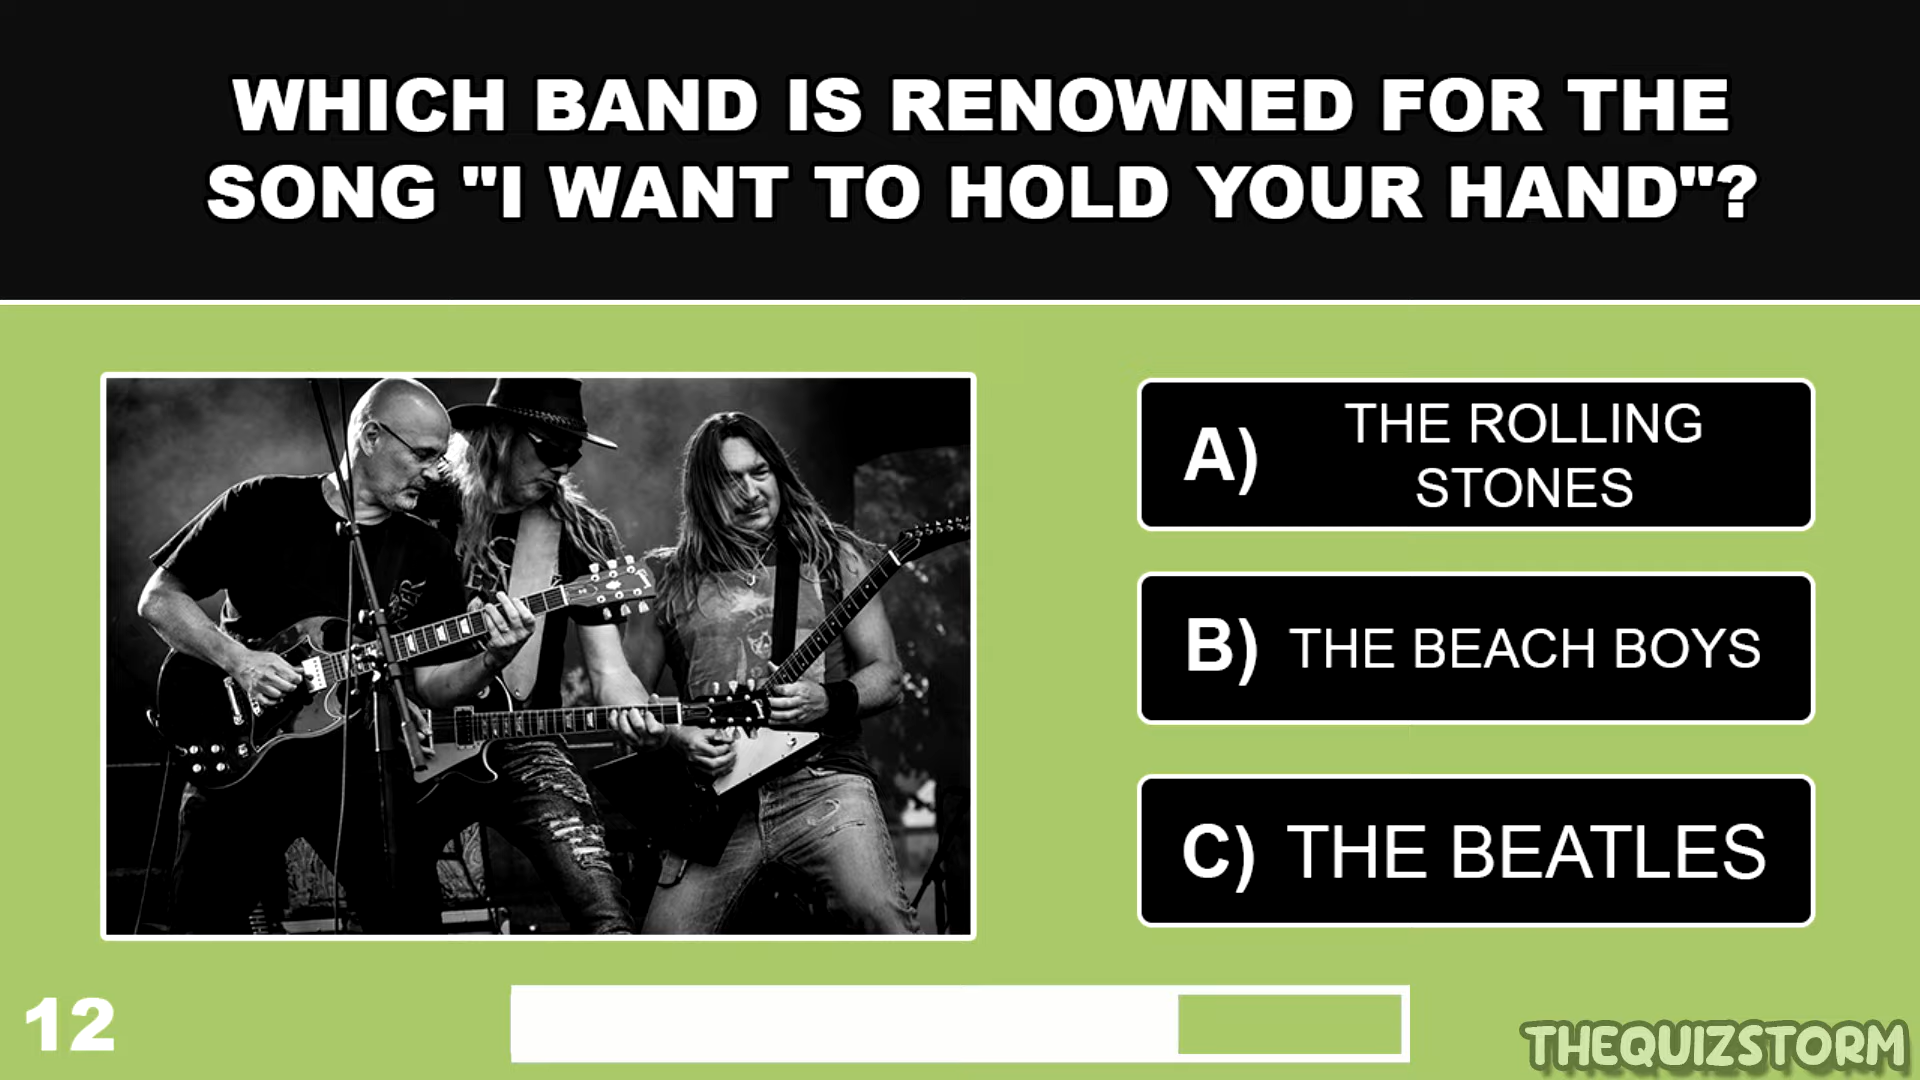 WHICH BAND IS RENOWNED FOR THE
SONG "I WANT TO HOLD YOUR HAND"?
A) THE ROLLING
STONES
B) THE BEACH BOYS
C) THE BEATLES
12
THEQUIZSTORM